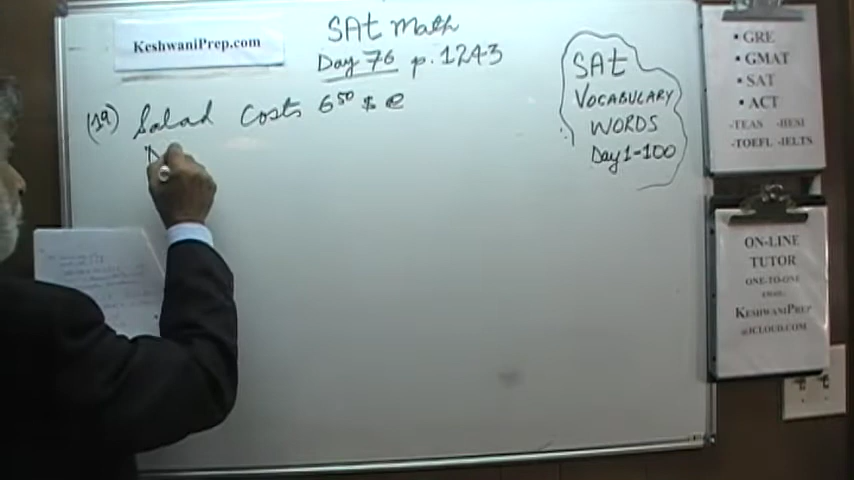 SAt Math
KeshwaniPrep.com
Day 76 p. 1243
(19) Salad Costs 6 50 $ e
SAt
VOCABULARY
WORDS
Day 1-100
• GRE
• GMAT
• SAT
• ACT
-TEAS -HESI
-TOEFL -IELTS
ON-LINE
TUTOR
ONE-TO-ONE
EMAIL:
KESHWANIPREP
@ICLOUD.COM